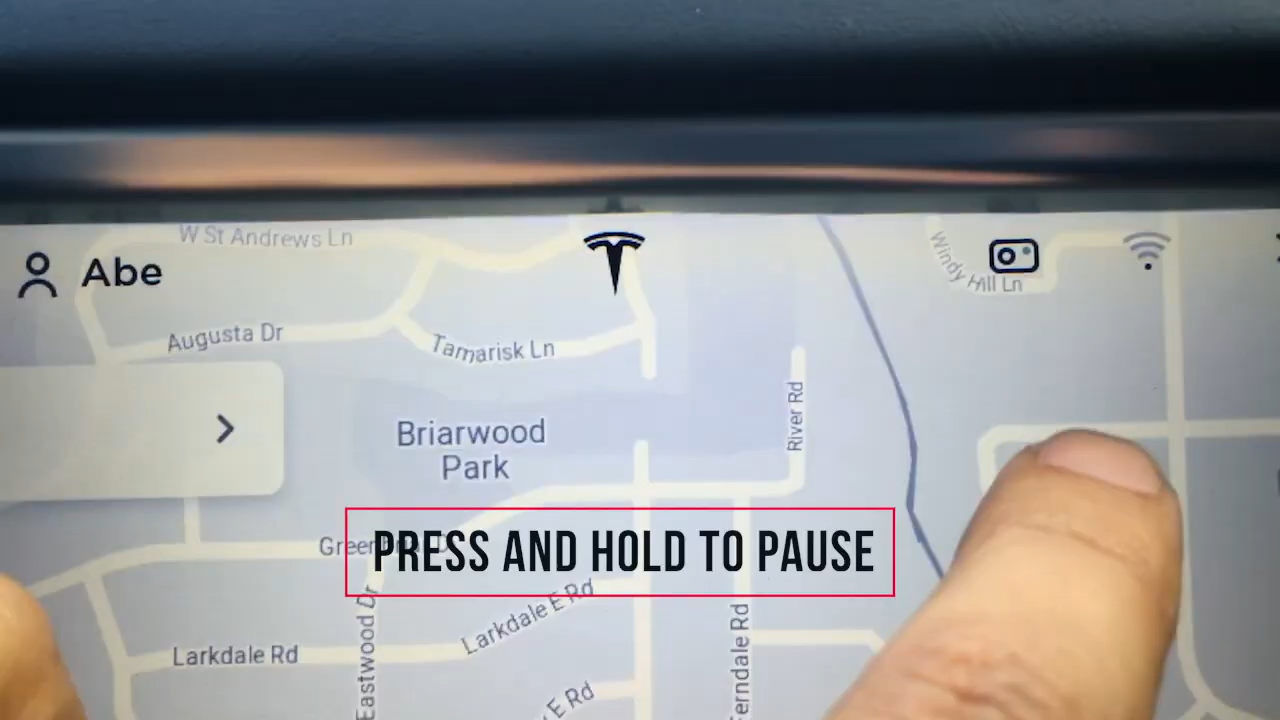 W St Andrews Ln
Abe
Windy Hill Ln
Augusta Dr
Tamarisk Ln
River Rd
Briarwood
Park
PRESS AND HOLD TO PAUSE
Larkdale E Rd
Eastwood Dr
Larkdale Rd
Ferndale Rd
E Rd